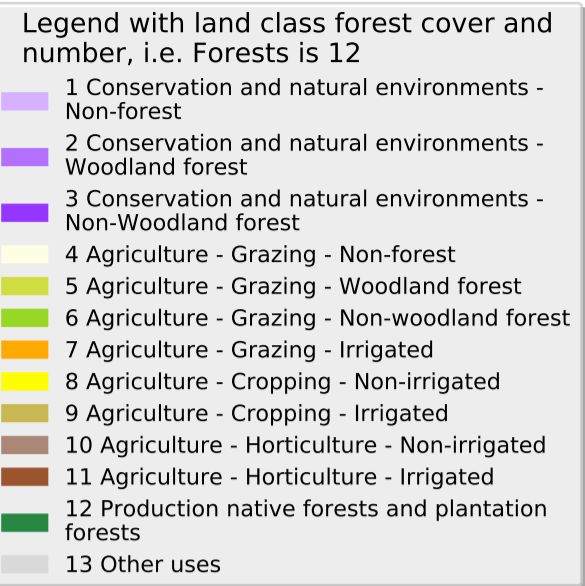 Legend with land class forest cover and
number, i.e. Forests is 12
1 Conservation and natural environments -
Non-forest
2 Conservation and natural environments -
Woodland forest
3 Conservation and natural environments -
Non-Woodland forest
4 Agriculture - Grazing - Non-forest
5 Agriculture - Grazing - Woodland forest
6 Agriculture - Grazing - Non-woodland forest
7 Agriculture - Grazing - Irrigated
8 Agriculture - Cropping - Non-irrigated
9 Agriculture - Cropping - Irrigated
10 Agriculture - Horticulture - Non-irrigated
11 Agriculture - Horticulture - Irrigated
12 Production native forests and plantation
forests
13 Other uses